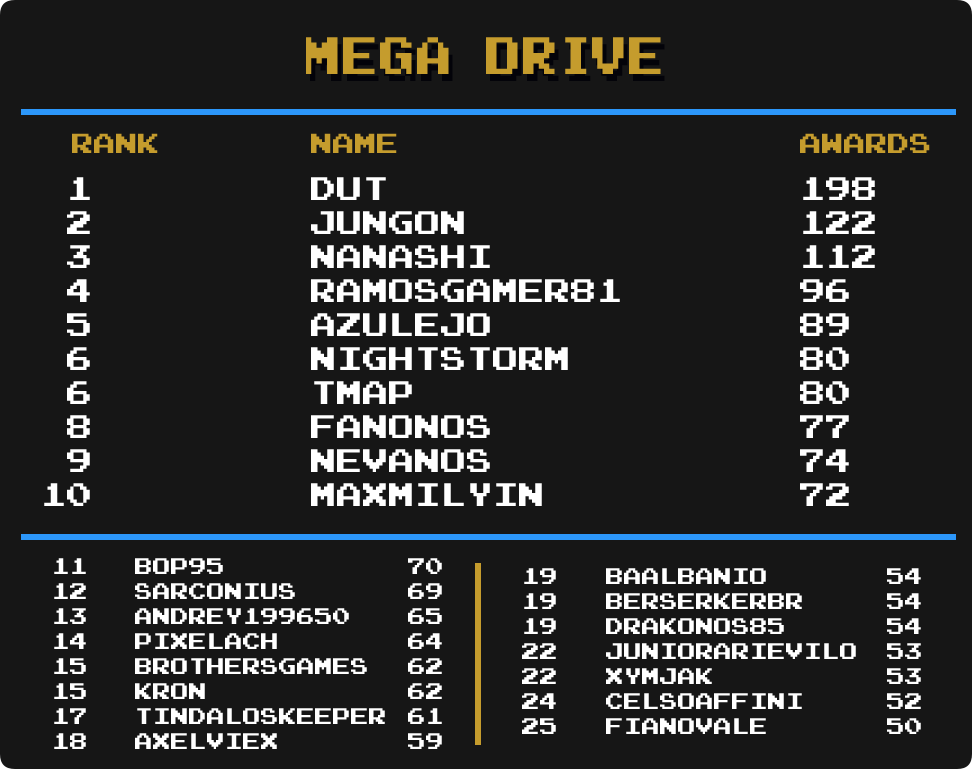 MEGA DRIVE
RANK NAME AWARDS
1 DUT 198
2 JUNGON 122
3 NANASHI 112
4 RAMOSGAMER81 96
5 AZULEJO 89
6 NIGHTSTORM 80
6 TMAP 80
8 FANONOS 77
9 NEVANOS 74
10 MAXMILYIN 72
11 BOP95 70
12 SARCONIUS 69
13 ANDREY199650 65
14 PIXELACH 64
15 BROTHERSGAMES 62
15 KRON 62
17 TINDALOSKEEPER 61
18 AXELVIEX 59
19 BAALBANIO 54
19 BERSERKERBR 54
19 DRAKONOS85 54
22 JUNIORARIEVILO 53
22 XYMJAK 53
24 CELSOAFFINI 52
25 FIANOVALE 50